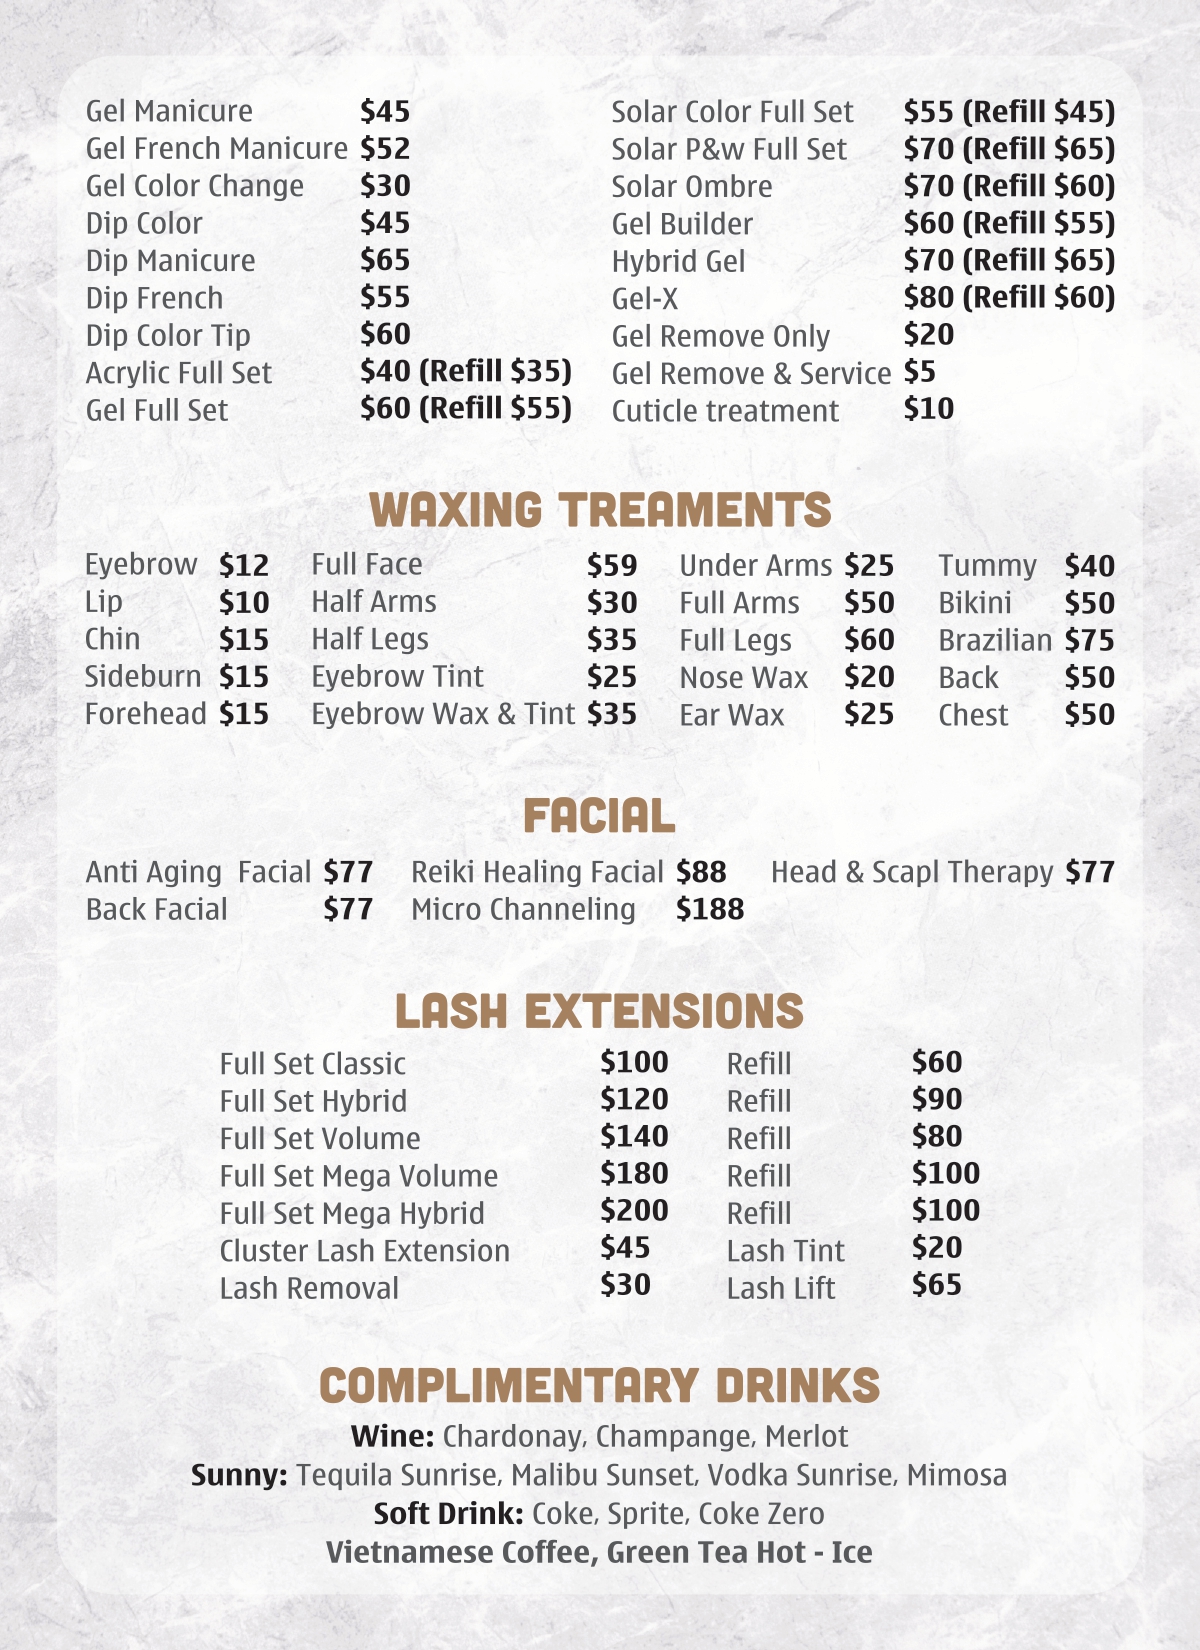 Gel Manicure $45
Gel French Manicure $52
Gel Color Change $30
Dip Color $45
Dip Manicure $65
Dip French $55
Dip Color Tip $60
Acrylic Full Set $40 (Refill $35)
Gel Full Set $60 (Refill $55)
Solar Color Full Set $55 (Refill $45)
Solar P&w Full Set $70 (Refill $65)
Solar Ombre $70 (Refill $60)
Gel Builder $60 (Refill $55)
Hybrid Gel $70 (Refill $65)
Gel-X $80 (Refill $60)
Gel Remove Only $20
Gel Remove & Service $5
Cuticle treatment $10
WAXING TREAMENTS
Eyebrow $12
Lip $10
Chin $15
Sideburn $15
Forehead $15
Full Face $59
Half Arms $30
Half Legs $35
Eyebrow Tint $25
Eyebrow Wax & Tint $35
Under Arms $25
Full Arms $50
Full Legs $60
Nose Wax $20
Ear Wax $25
Tummy $40
Bikini $50
Brazilian $75
Back $50
Chest $50
FACIAL
Anti Aging Facial $77
Back Facial $77
Reiki Healing Facial $88
Micro Channeling $188
Head & Scapl Therapy $77
LASH EXTENSIONS
Full Set Classic $100 Refill $60
Full Set Hybrid $120 Refill $90
Full Set Volume $140 Refill $80
Full Set Mega Volume $180 Refill $100
Full Set Mega Hybrid $200 Refill $100
Cluster Lash Extension $45 Lash Tint $20
Lash Removal $30 Lash Lift $65
COMPLIMENTARY DRINKS
Wine: Chardonay, Champange, Merlot
Sunny: Tequila Sunrise, Malibu Sunset, Vodka Sunrise, Mimosa
Soft Drink: Coke, Sprite, Coke Zero
Vietnamese Coffee, Green Tea Hot - Ice